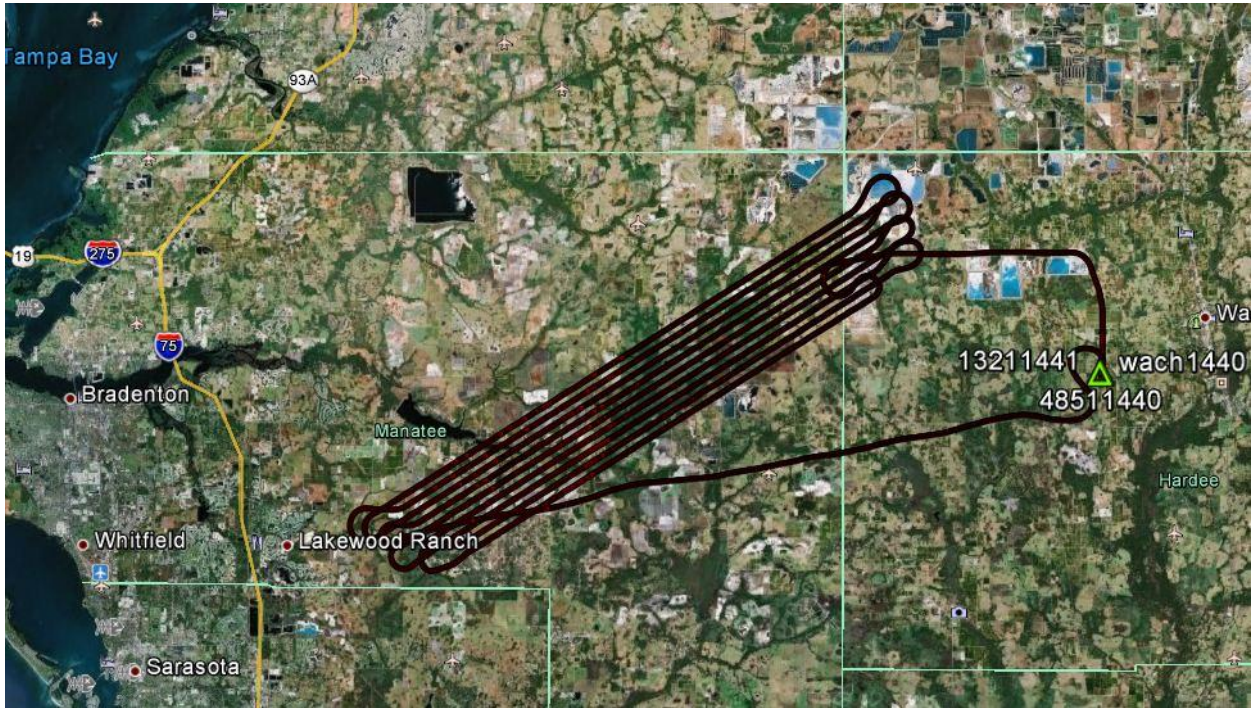 Tampa Bay
93A
19
275
75
Wa
13211441
wach1440
48511440
Bradenton
Manatee
Hardee
Whitfield
Lakewood Ranch
Sarasota